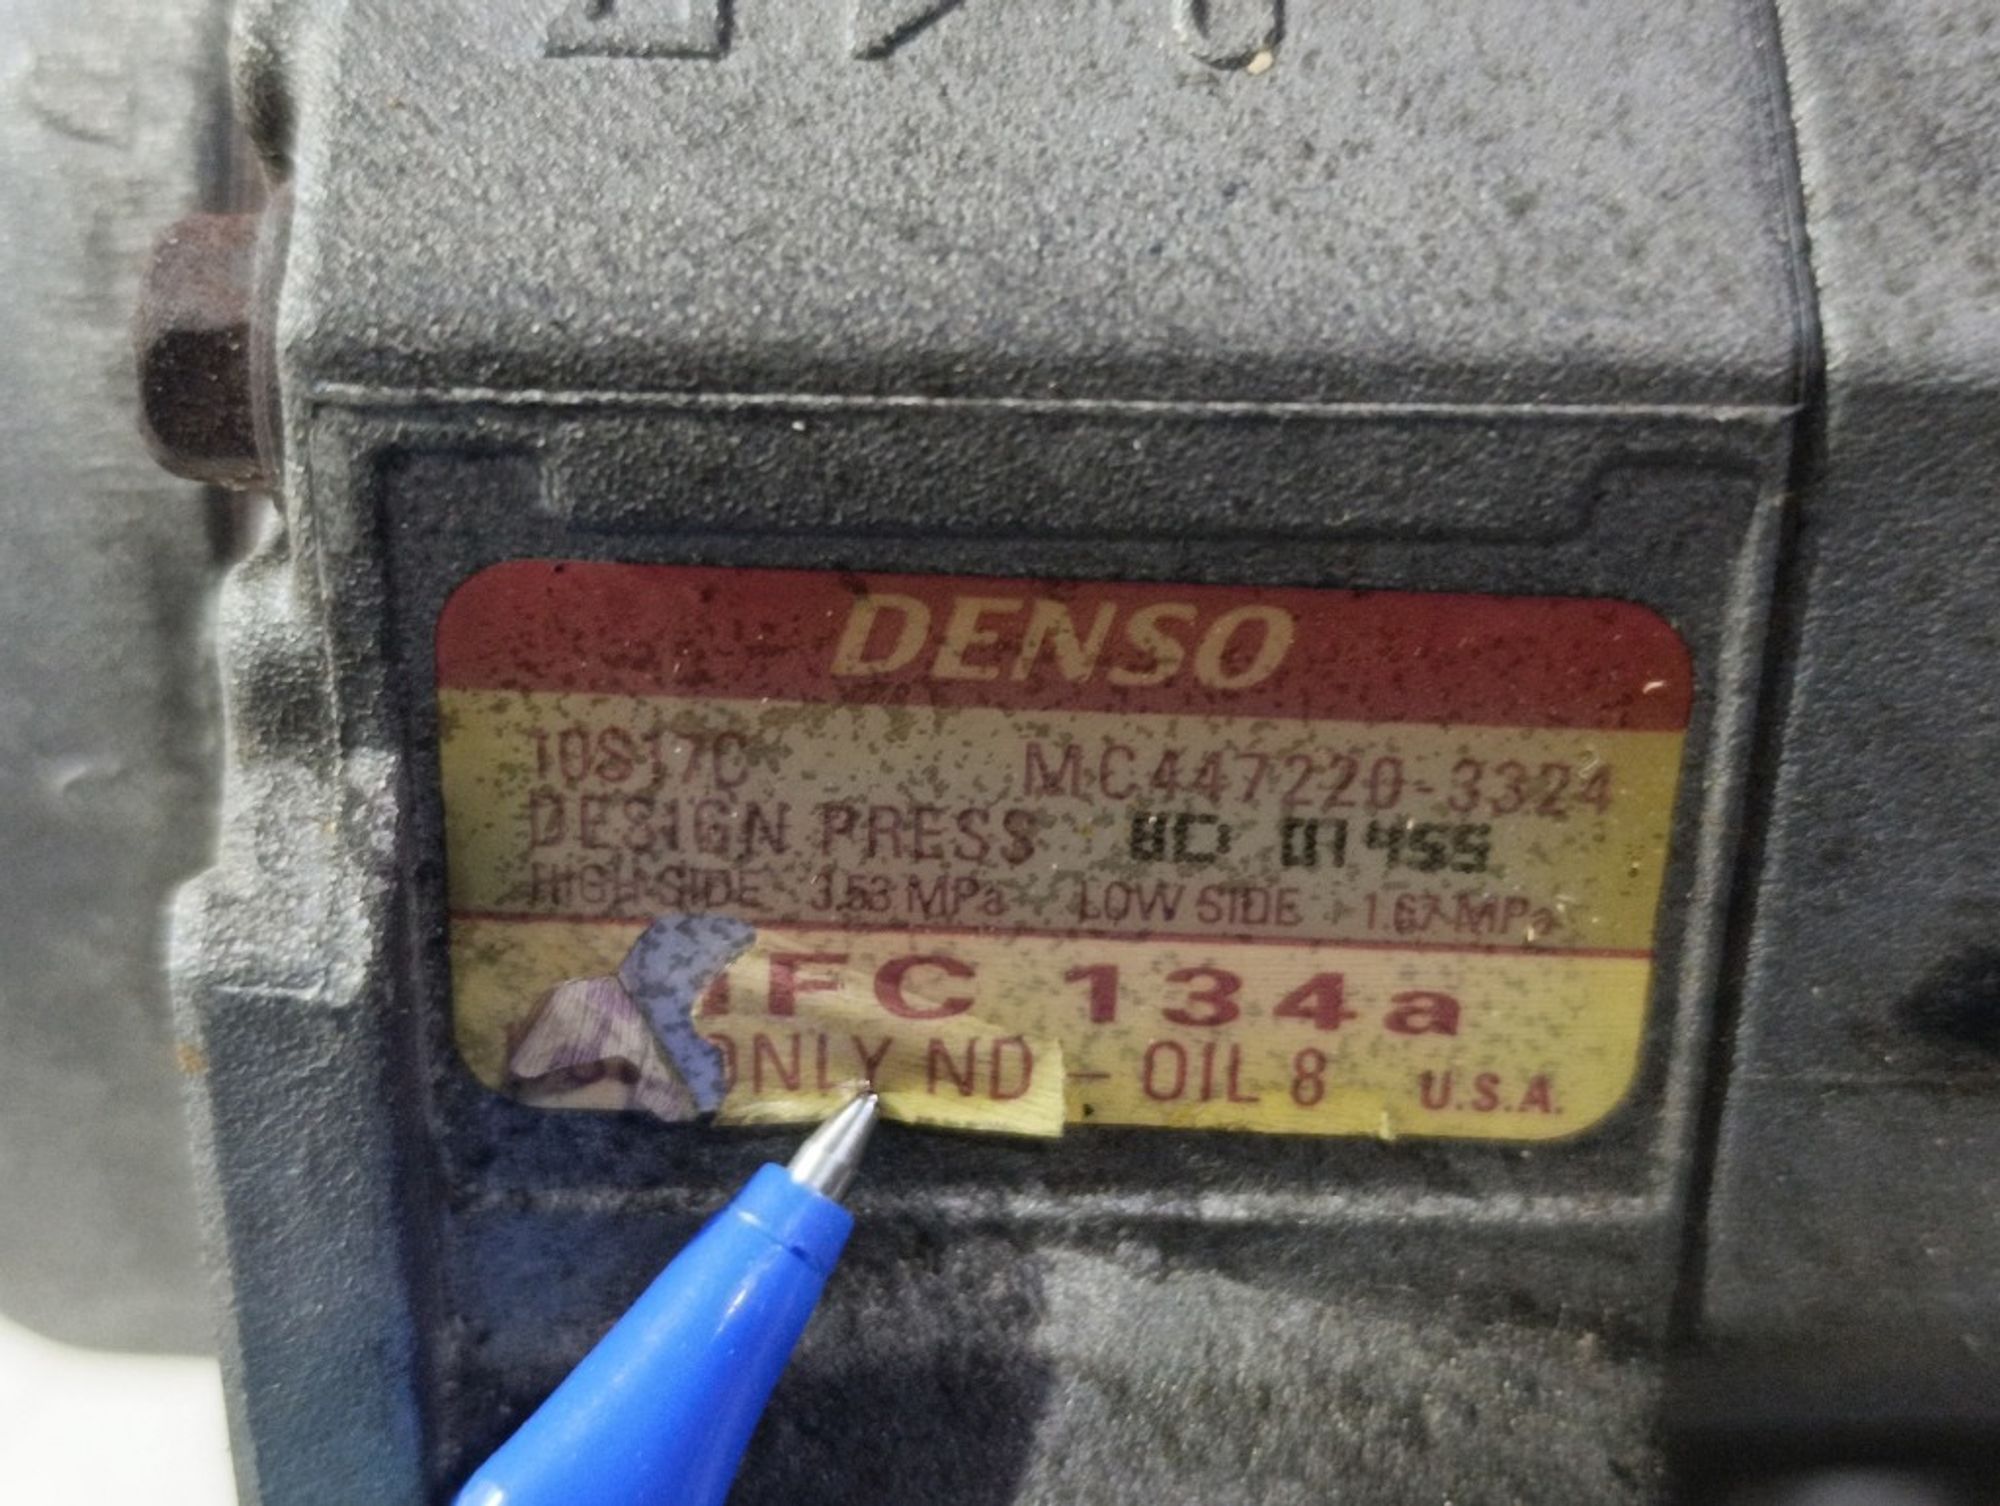 DENSO
10S17C MC447220-3324
DESIGN PRESS 8D 01455
HIGH SIDE 3.53 MPa LOW SIDE 1.67 MPa
HFC 134a
ONLY ND-OIL 8 U.S.A.